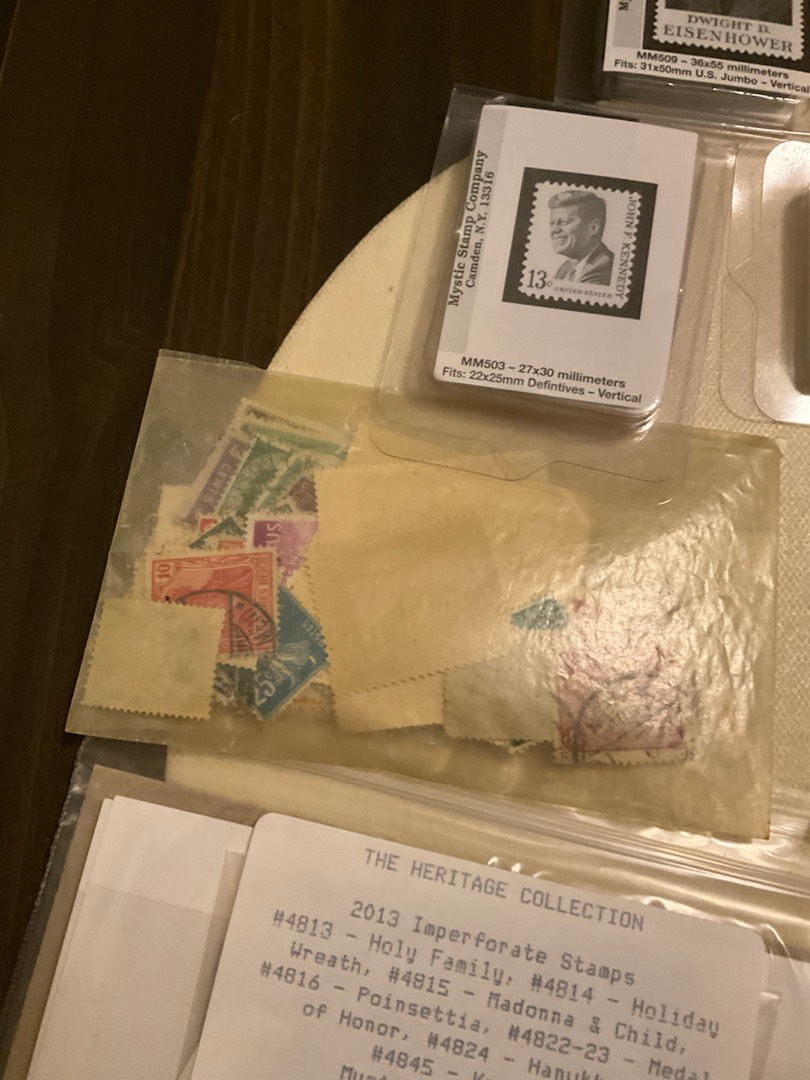 DWIGHT D.
EISENHOWER
MM509 – 36x55 millimeters
Fits: 31x50mm U.S. Jumbo – Vertical
Mystic Stamp Company
Camden, N.Y. 13316
JOHN F. KENNEDY
13c
UNITED STATES
MM503 – 27x30 millimeters
Fits: 22x25mm Defintives – Vertical
10
25c
THE HERITAGE COLLECTION
2013 Imperforate Stamps
#4813 - Holy Family, #4814 - Holiday
Wreath, #4815 - Madonna & Child,
#4816 - Poinsettia, #4822-23 - Medal
of Honor, #4824 - Hanuk
#4845 -